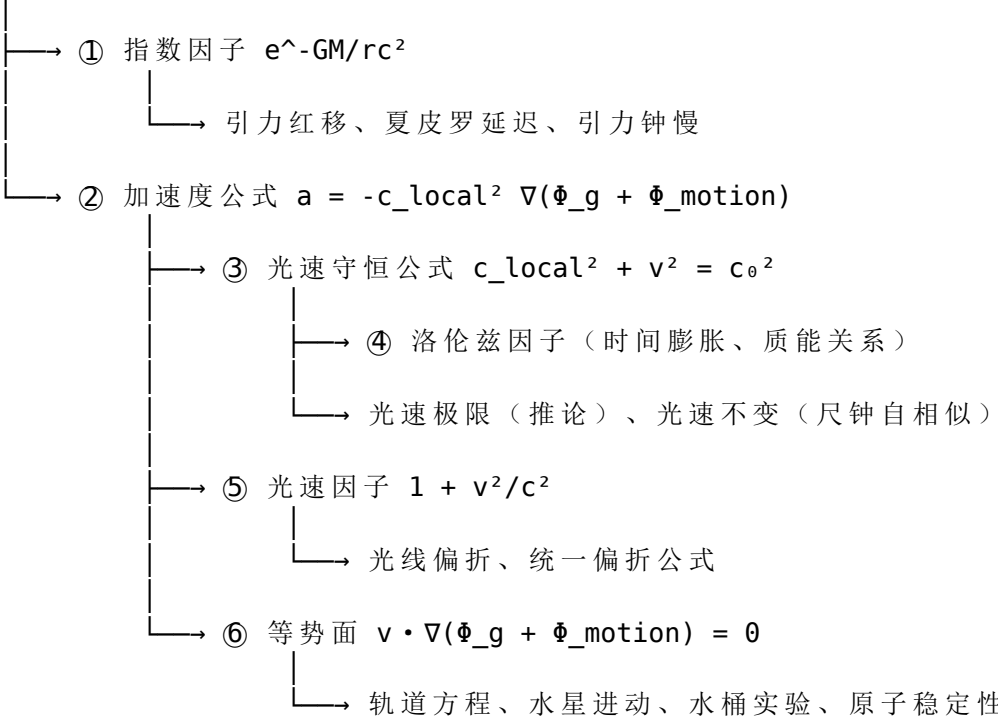 ① 指数因子 e^-GM/rc²
引力红移、夏皮罗延迟、引力钟慢
② 加速度公式 a = -c_local² ∇(Φ_g + Φ_motion)
③ 光速守恒公式 c_local² + v² = c₀²
④ 洛伦兹因子（时间膨胀、质能关系）
光速极限（推论）、光速不变（尺钟自相似）
⑤ 光速因子 1 + v²/c²
光线偏折、统一偏折公式
⑥ 等势面 v·∇(Φ_g + Φ_motion) = 0
轨道方程、水星进动、水桶实验、原子稳定性